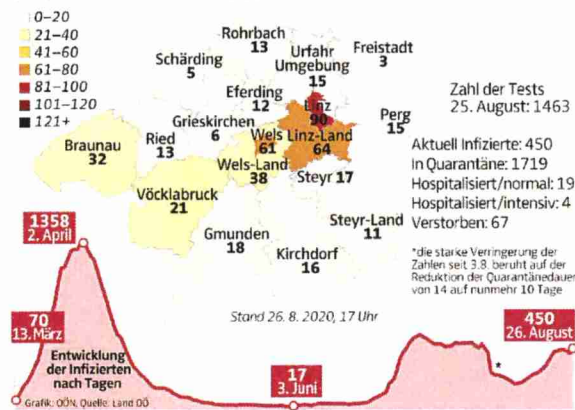 0–20
21–40
41–60
61–80
81–100
101–120
121+
Rohrbach
13
Schärding
5
Urfahr
Umgebung
15
Freistadt
3
Eferding
12
Linz
90
Perg
15
Grieskirchen
6
Braunau
32
Ried
13
Wels
61
Linz-Land
64
Wels-Land
38
Steyr 17
Vöcklabruck
21
Gmunden
18
Kirchdorf
16
Steyr-Land
11
Zahl der Tests
25. August: 1463
Aktuell Infizierte: 450
In Quarantäne: 1719
Hospitalisiert/normal: 19
Hospitalisiert/intensiv: 4
Verstorben: 67
*die starke Verringerung der
Zahlen seit 3.8. beruht auf der
Reduktion der Quarantänedauer
von 14 auf nunmehr 10 Tage
Stand 26. 8. 2020, 17 Uhr
1358
2. April
70
13. März
Entwicklung
der Infizierten
nach Tagen
17
3. Juni
*
450
26. August
Grafik: OÖN, Quelle: Land OÖ